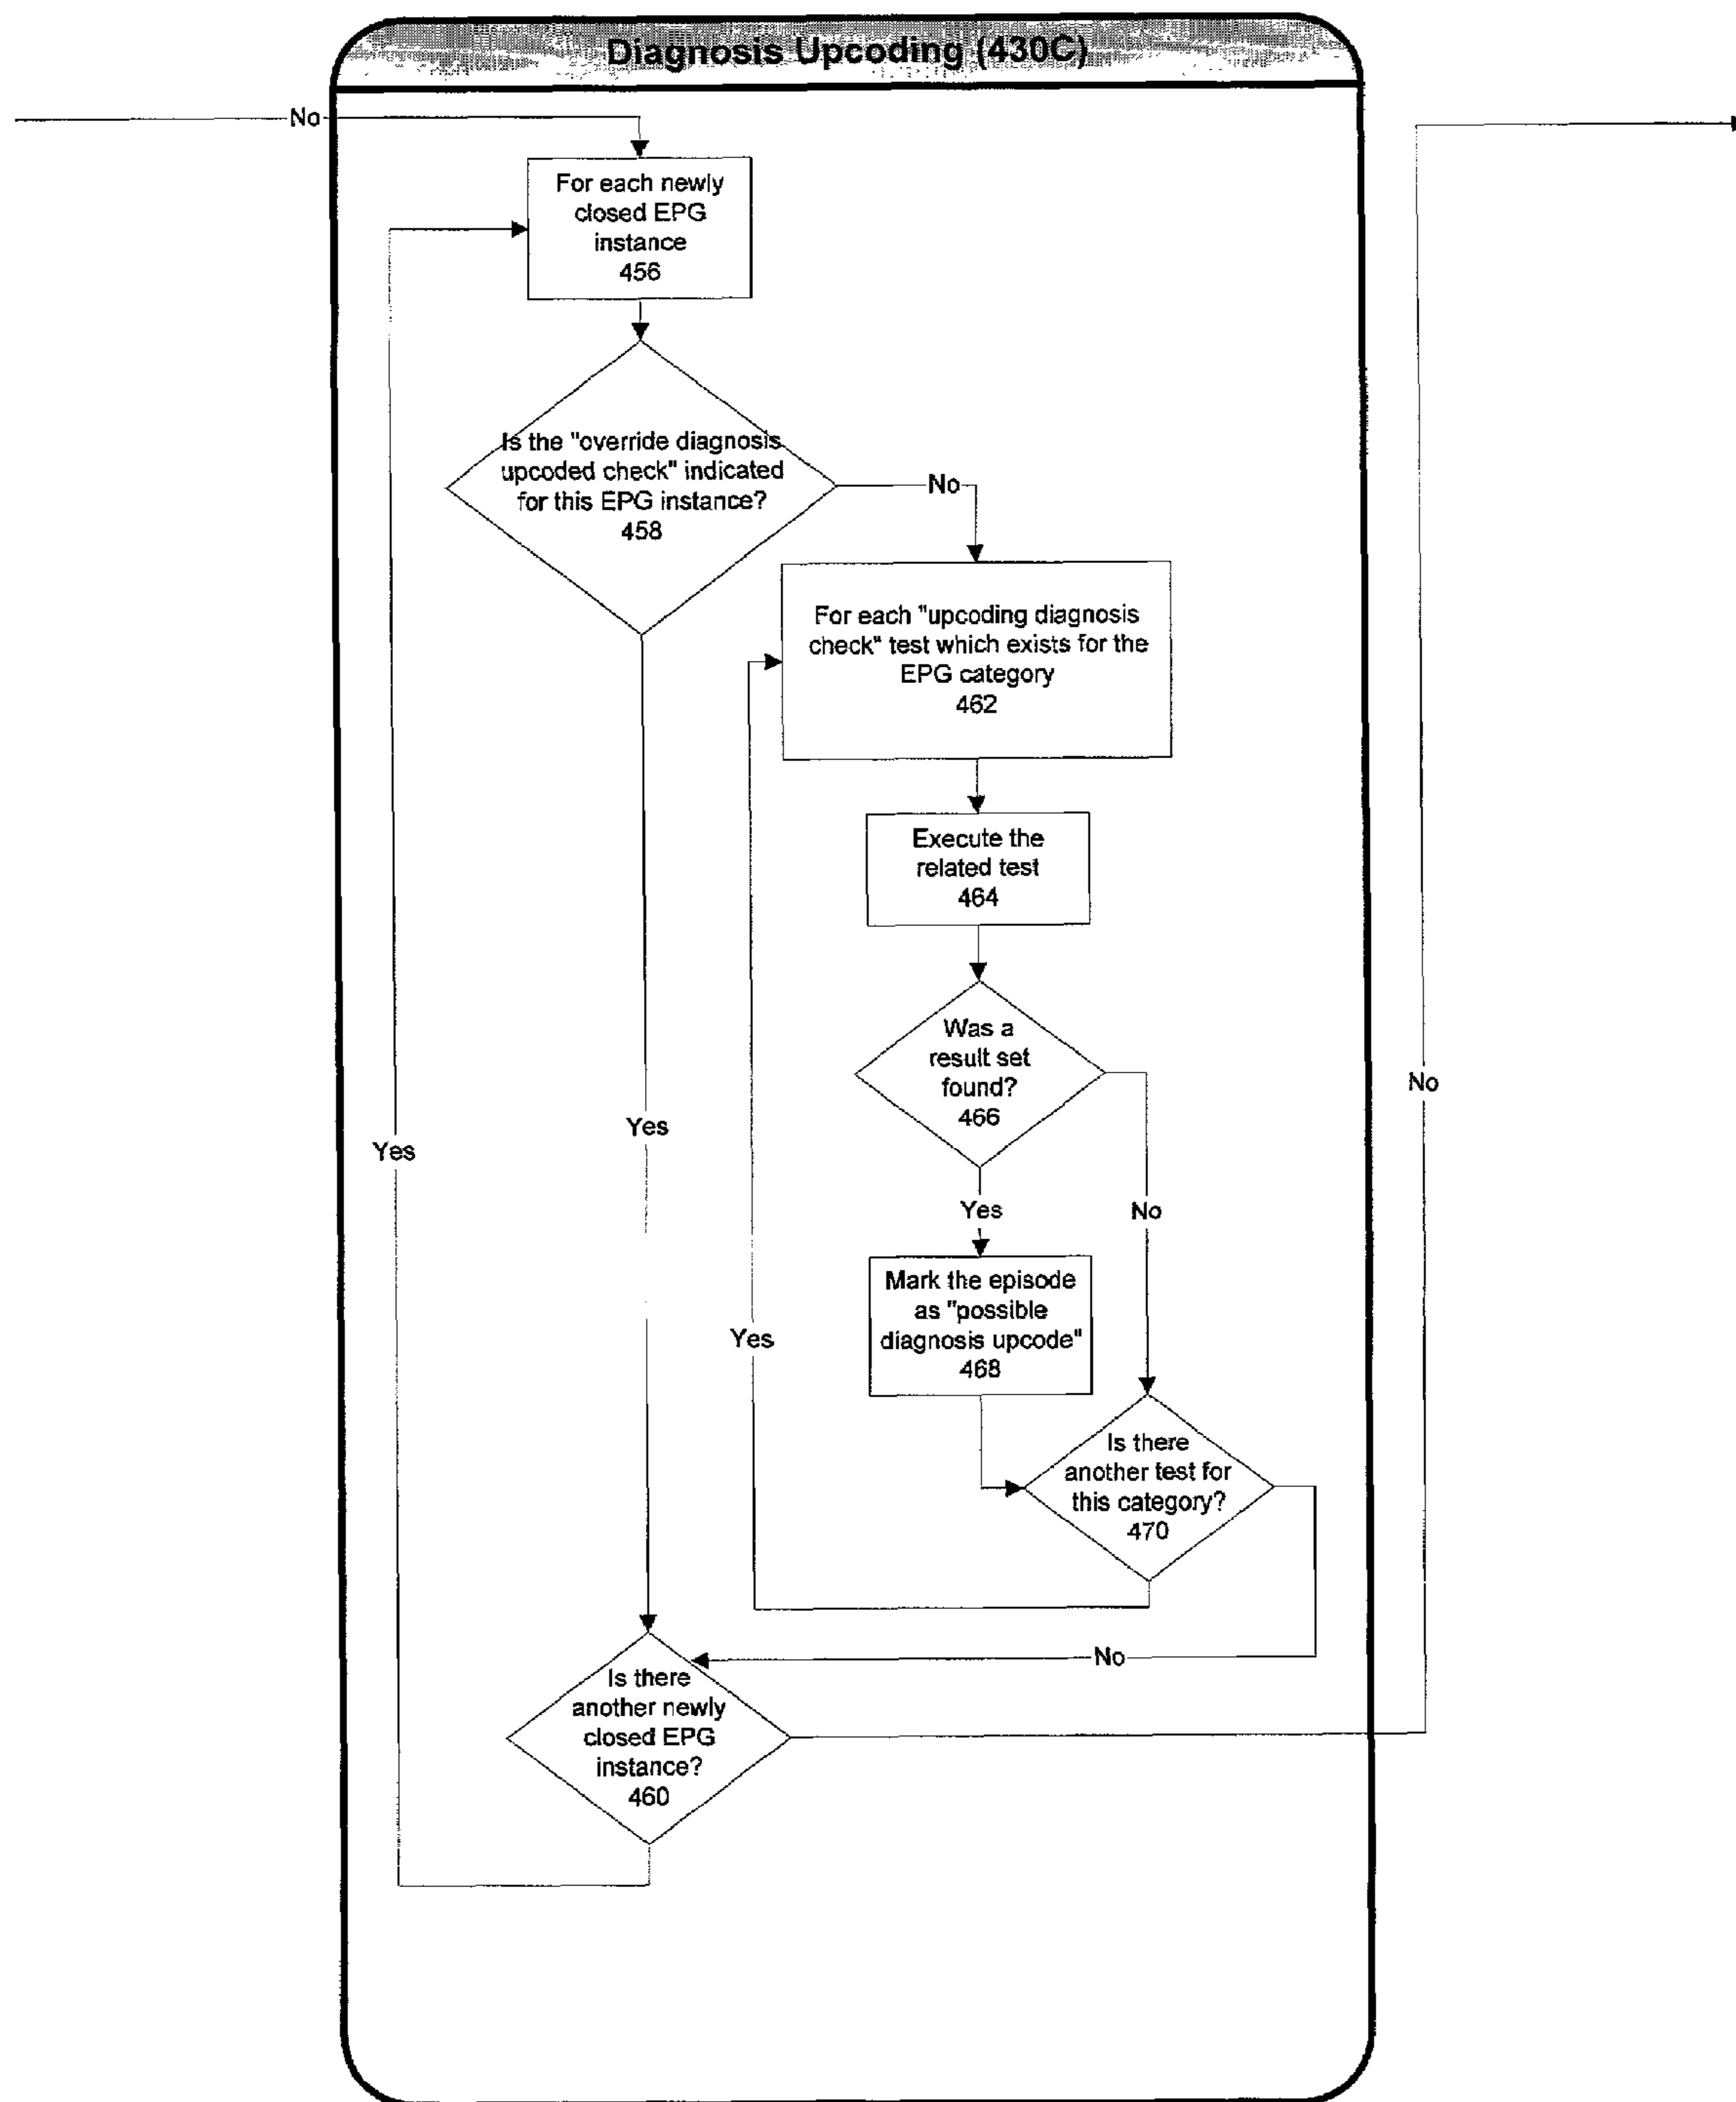 Diagnosis Upcoding (430C)
No
For each newly
closed EPG
instance
456
Is the "override diagnosis
upcoded check" indicated
for this EPG instance?
458
No
For each "upcoding diagnosis
check" test which exists for the
EPG category
462
Execute the
related test
464
Was a
result set
found?
466
No
Yes
Yes
Yes
No
Mark the episode
as "possible
diagnosis upcode"
468
Yes
Is there
another test for
this category?
470
No
Is there
another newly
closed EPG
instance?
460